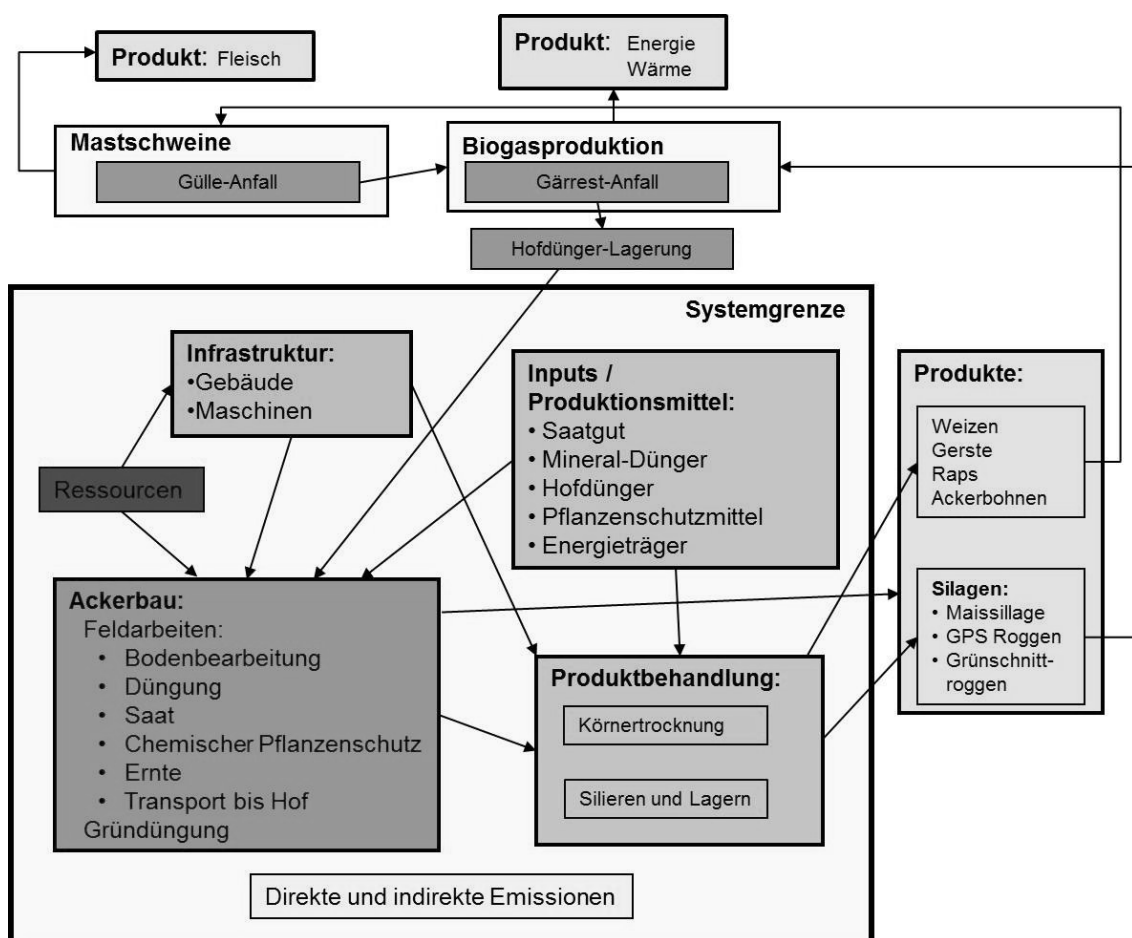 Produkt: Fleisch
Produkt: Energie
Wärme
Mastschweine
Gülle-Anfall
Biogasproduktion
Gärrest-Anfall
Hofdünger-Lagerung
Systemgrenze
Infrastruktur:
•Gebäude
•Maschinen
Inputs /
Produktionsmittel:
• Saatgut
• Mineral-Dünger
• Hofdünger
• Pflanzenschutzmittel
• Energieträger
Ressourcen
Produkte:
Weizen
Gerste
Raps
Ackerbohnen
Silagen:
• Maissillage
• GPS Roggen
• Grünschnitt-
roggen
Ackerbau:
Feldarbeiten:
• Bodenbearbeitung
• Düngung
• Saat
• Chemischer Pflanzenschutz
• Ernte
• Transport bis Hof
Gründüngung
Produktbehandlung:
Körnertrocknung
Silieren und Lagern
Direkte und indirekte Emissionen